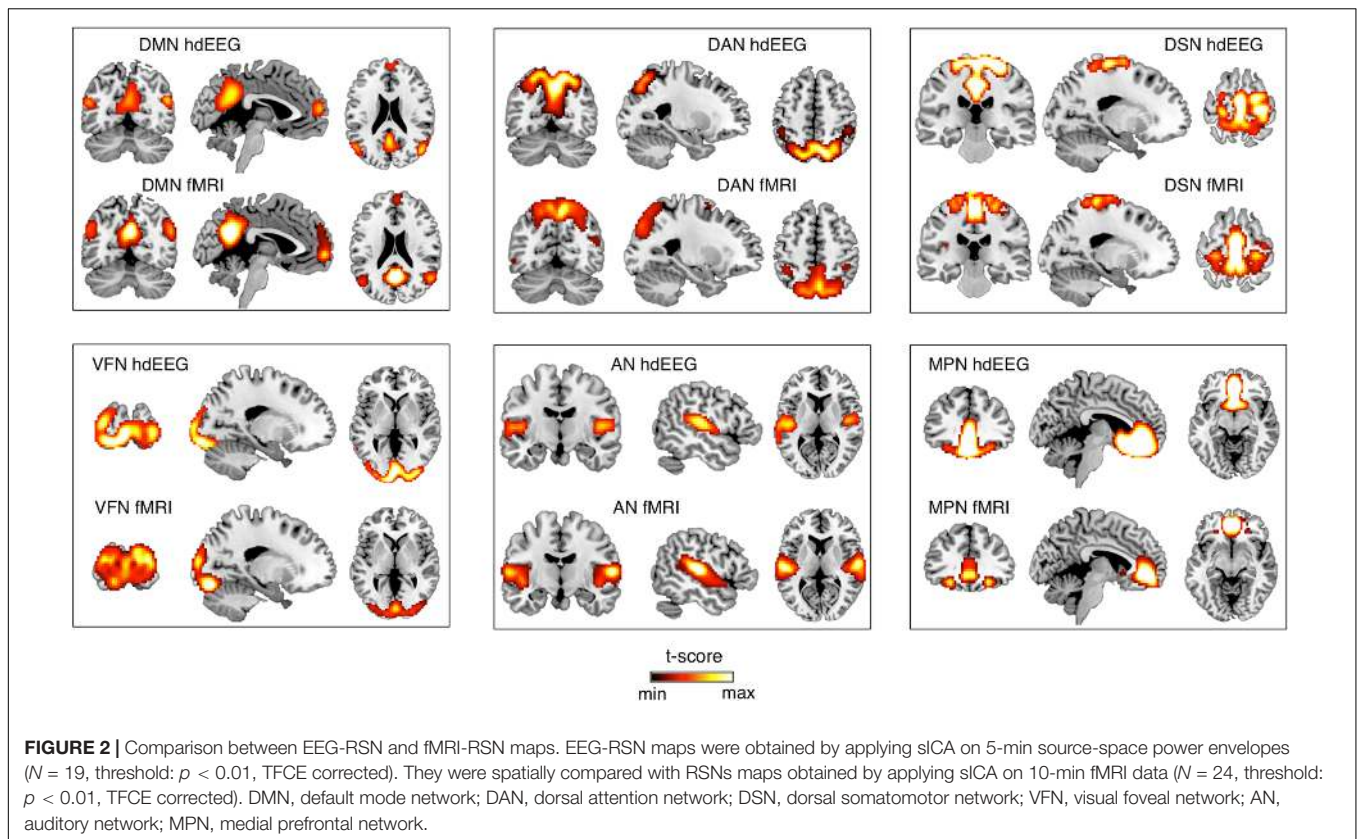 DMN hdEEG
DMN fMRI
DAN hdEEG
DAN fMRI
DSN hdEEG
DSN fMRI
VFN hdEEG
VFN fMRI
AN hdEEG
AN fMRI
MPN hdEEG
MPN fMRI
t-score
min max
FIGURE 2 | Comparison between EEG-RSN and fMRI-RSN maps. EEG-RSN maps were obtained by applying sICA on 5-min source-space power envelopes
(N = 19, threshold: p < 0.01, TFCE corrected). They were spatially compared with RSNs maps obtained by applying sICA on 10-min fMRI data (N = 24, threshold:
p < 0.01, TFCE corrected). DMN, default mode network; DAN, dorsal attention network; DSN, dorsal somatomotor network; VFN, visual foveal network; AN,
auditory network; MPN, medial prefrontal network.